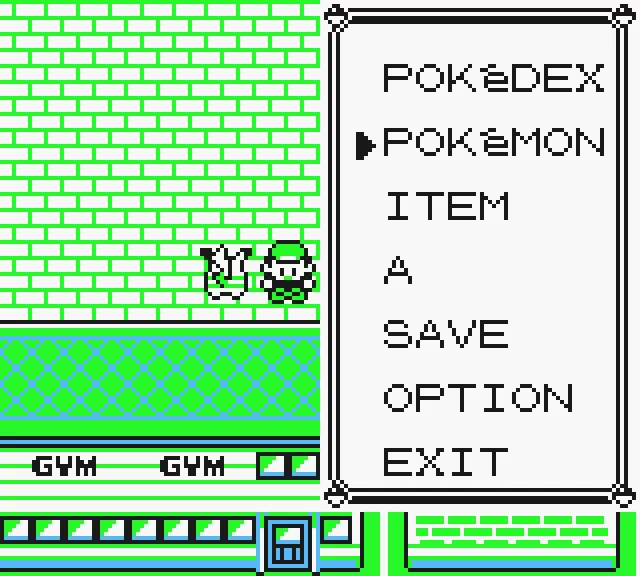 POKéDEX
POKéMON
ITEM
A
SAVE
OPTION
EXIT
GYM GYM